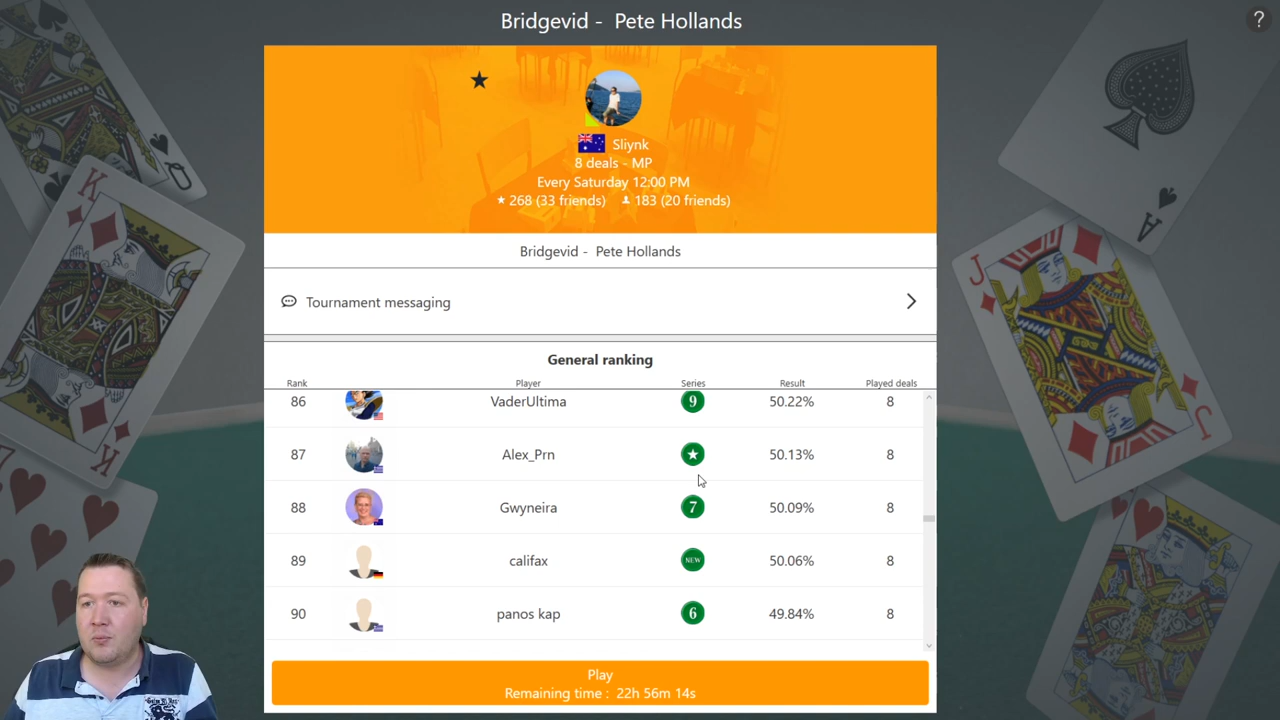 Bridgevid - Pete Hollands
?
Sliynk
8 deals - MP
Every Saturday 12:00 PM
★ 268 (33 friends) 183 (20 friends)
Bridgevid - Pete Hollands
Tournament messaging
General ranking
Rank Player Series Result Played deals
86 VaderUltima 9 50.22% 8
87 Alex_Prn ★ 50.13% 8
88 Gwyneira 7 50.09% 8
89 califax NEW 50.06% 8
90 panos kap 6 49.84% 8
Play
Remaining time : 22h 56m 14s
K
K
A
J
J